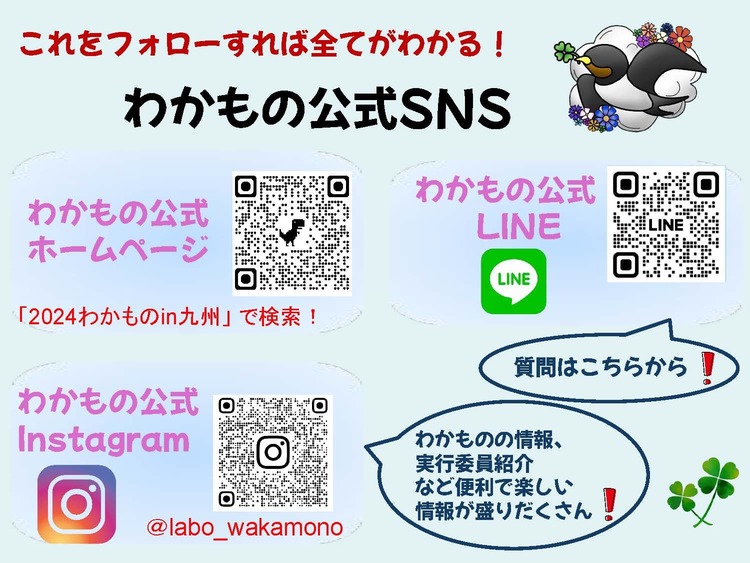 これをフォローすれば全てがわかる！
わかもの公式SNS
わかもの公式
ホームページ
「2024わかものin九州」で検索！
わかもの公式
LINE
LINE
LINE
質問はこちらから❗
わかもの公式
Instagram
@labo_wakamono
わかものの情報、
実行委員紹介
など便利で楽しい
情報が盛りだくさん❗